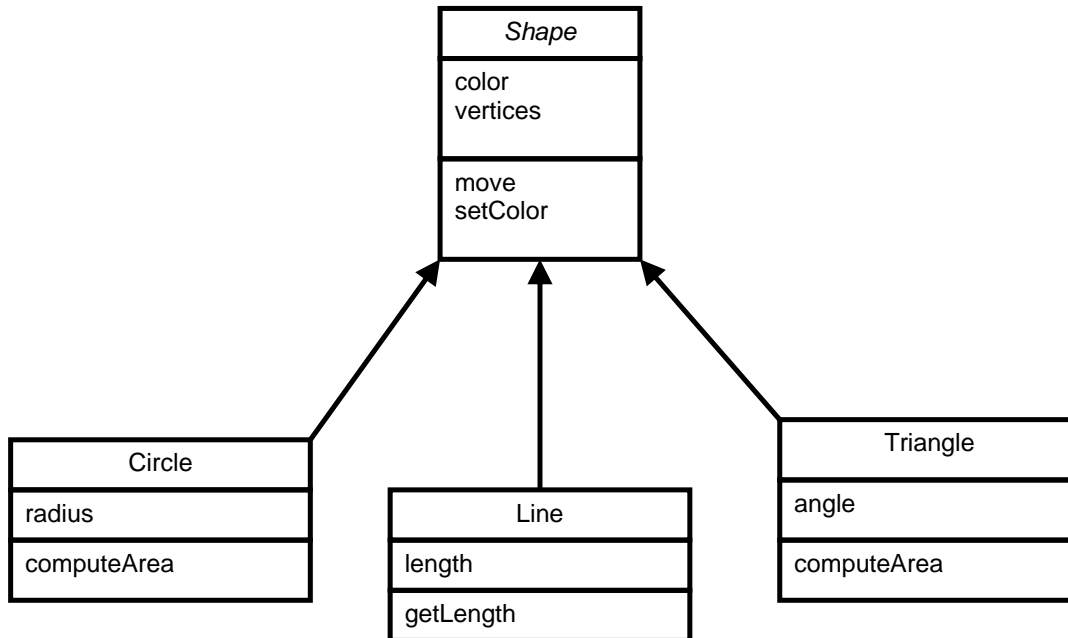 Shape
color
vertices
move
setColor
Circle
radius
computeArea
Line
length
getLength
Triangle
angle
computeArea